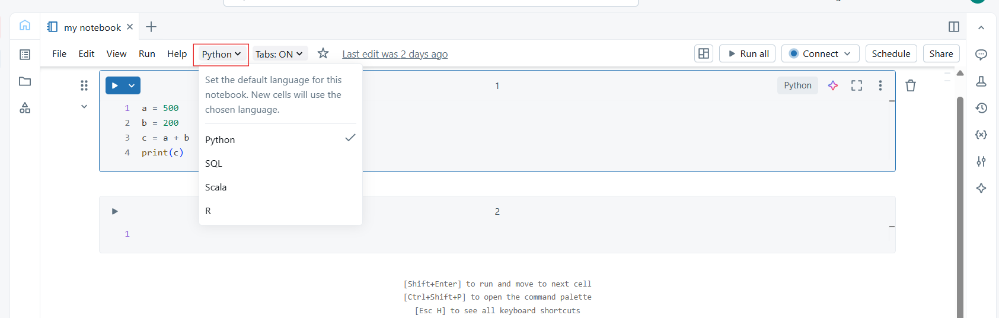 my notebook
File Edit View Run Help Python Tabs: ON Last edit was 2 days ago Run all Connect Schedule Share
Set the default language for this
notebook. New cells will use the
chosen language.
Python
SQL
Scala
R
1
Python
1 a = 500
2 b = 200
3 c = a + b
4 print(c)
2
1
[Shift+Enter] to run and move to next cell
[Ctrl+Shift+P] to open the command palette
[Esc H] to see all keyboard shortcuts